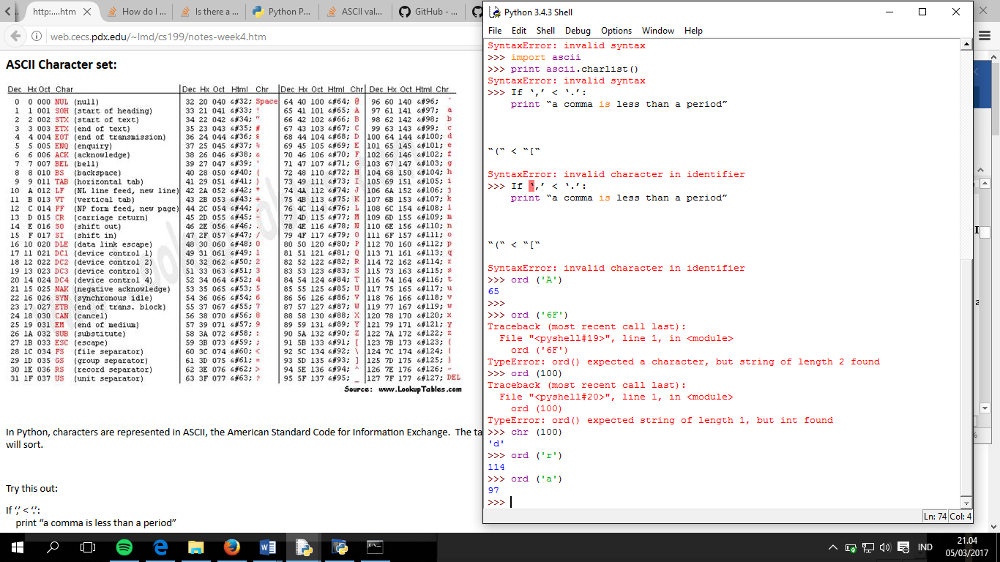 http:....htm
How do I ...
Is there a ...
Python P...
ASCII val...
GitHub - ...
web.cecs.pdx.edu/~lmd/cs199/notes-week4.htm
ASCII Character set:
Dec Hx Oct Char
0 0 000 NUL (null)
1 1 001 SOH (start of heading)
2 2 002 STX (start of text)
3 3 003 ETX (end of text)
4 4 004 EOT (end of transmission)
5 5 005 ENQ (enquiry)
6 6 006 ACK (acknowledge)
7 7 007 BEL (bell)
8 8 010 BS (backspace)
9 9 011 TAB (horizontal tab)
10 A 012 LF (NL line feed, new line)
11 B 013 VT (vertical tab)
12 C 014 FF (NP form feed, new page)
13 D 015 CR (carriage return)
14 E 016 SO (shift out)
15 F 017 SI (shift in)
16 10 020 DLE (data link escape)
17 11 021 DC1 (device control 1)
18 12 022 DC2 (device control 2)
19 13 023 DC3 (device control 3)
20 14 024 DC4 (device control 4)
21 15 025 NAK (negative acknowledge)
22 16 026 SYN (synchronous idle)
23 17 027 ETB (end of trans. block)
24 18 030 CAN (cancel)
25 19 031 EM (end of medium)
26 1A 032 SUB (substitute)
27 1B 033 ESC (escape)
28 1C 034 FS (file separator)
29 1D 035 GS (group separator)
30 1E 036 RS (record separator)
31 1F 037 US (unit separator)
Dec Hx Oct Html Chr
32 20 040 &#32; Space
33 21 041 &#33; !
34 22 042 &#34; "
35 23 043 &#35; #
36 24 044 &#36; $
37 25 045 &#37; %
38 26 046 &#38; &
39 27 047 &#39; '
40 28 050 &#40; (
41 29 051 &#41; )
42 2A 052 &#42; *
43 2B 053 &#43; +
44 2C 054 &#44; ,
45 2D 055 &#45; -
46 2E 056 &#46; .
47 2F 057 &#47; /
48 30 060 &#48; 0
49 31 061 &#49; 1
50 32 062 &#50; 2
51 33 063 &#51; 3
52 34 064 &#52; 4
53 35 065 &#53; 5
54 36 066 &#54; 6
55 37 067 &#55; 7
56 38 070 &#56; 8
57 39 071 &#57; 9
58 3A 072 &#58; :
59 3B 073 &#59; ;
60 3C 074 &#60; <
61 3D 075 &#61; =
62 3E 076 &#62; >
63 3F 077 &#63; ?
Dec Hx Oct Html Chr
64 40 100 &#64; @
65 41 101 &#65; A
66 42 102 &#66; B
67 43 103 &#67; C
68 44 104 &#68; D
69 45 105 &#69; E
70 46 106 &#70; F
71 47 107 &#71; G
72 48 110 &#72; H
73 49 111 &#73; I
74 4A 112 &#74; J
75 4B 113 &#75; K
76 4C 114 &#76; L
77 4D 115 &#77; M
78 4E 116 &#78; N
79 4F 117 &#79; O
80 50 120 &#80; P
81 51 121 &#81; Q
82 52 122 &#82; R
83 53 123 &#83; S
84 54 124 &#84; T
85 55 125 &#85; U
86 56 126 &#86; V
87 57 127 &#87; W
88 58 130 &#88; X
89 59 131 &#89; Y
90 5A 132 &#90; Z
91 5B 133 &#91; [
92 5C 134 &#92; \
93 5D 135 &#93; ]
94 5E 136 &#94; ^
95 5F 137 &#95; _
Dec Hx Oct Html Chr
96 60 140 &#96; `
97 61 141 &#97; a
98 62 142 &#98; b
99 63 143 &#99; c
100 64 144 &#100; d
101 65 145 &#101; e
102 66 146 &#102; f
103 67 147 &#103; g
104 68 150 &#104; h
105 69 151 &#105; i
106 6A 152 &#106; j
107 6B 153 &#107; k
108 6C 154 &#108; l
109 6D 155 &#109; m
110 6E 156 &#110; n
111 6F 157 &#111; o
112 70 160 &#112; p
113 71 161 &#113; q
114 72 162 &#114; r
115 73 163 &#115; s
116 74 164 &#116; t
117 75 165 &#117; u
118 76 166 &#118; v
119 77 167 &#119; w
120 78 170 &#120; x
121 79 171 &#121; y
122 7A 172 &#122; z
123 7B 173 &#123; {
124 7C 174 &#124; |
125 7D 175 &#125; }
126 7E 176 &#126; ~
127 7F 177 &#127; DEL
Source: www.LookupTables.com
In Python, characters are represented in ASCII, the American Standard Code for Information Exchange. The
will sort.
Try this out:
If ‘,’ < ‘.’:
print “a comma is less than a period”
Python 3.4.3 Shell
File Edit Shell Debug Options Window Help
SyntaxError: invalid syntax
>>> import ascii
>>> print ascii.charlist()
SyntaxError: invalid syntax
>>> If ‘,’ < ‘.’:
print “a comma is less than a period”
“(“ < “[“
SyntaxError: invalid character in identifier
>>> If ‘,’ < ‘.’:
print “a comma is less than a period”
“(“ < “[“
SyntaxError: invalid character in identifier
>>> ord ('A')
65
>>>
>>> ord ('6F')
Traceback (most recent call last):
File "<pyshell#19>", line 1, in <module>
ord ('6F')
TypeError: ord() expected a character, but string of length 2 found
>>> ord (100)
Traceback (most recent call last):
File "<pyshell#20>", line 1, in <module>
ord (100)
TypeError: ord() expected string of length 1, but int found
>>> chr (100)
'd'
>>> ord ('r')
114
>>> ord ('a')
97
>>>
Ln: 74 Col: 4
IND
21.04
05/03/2017